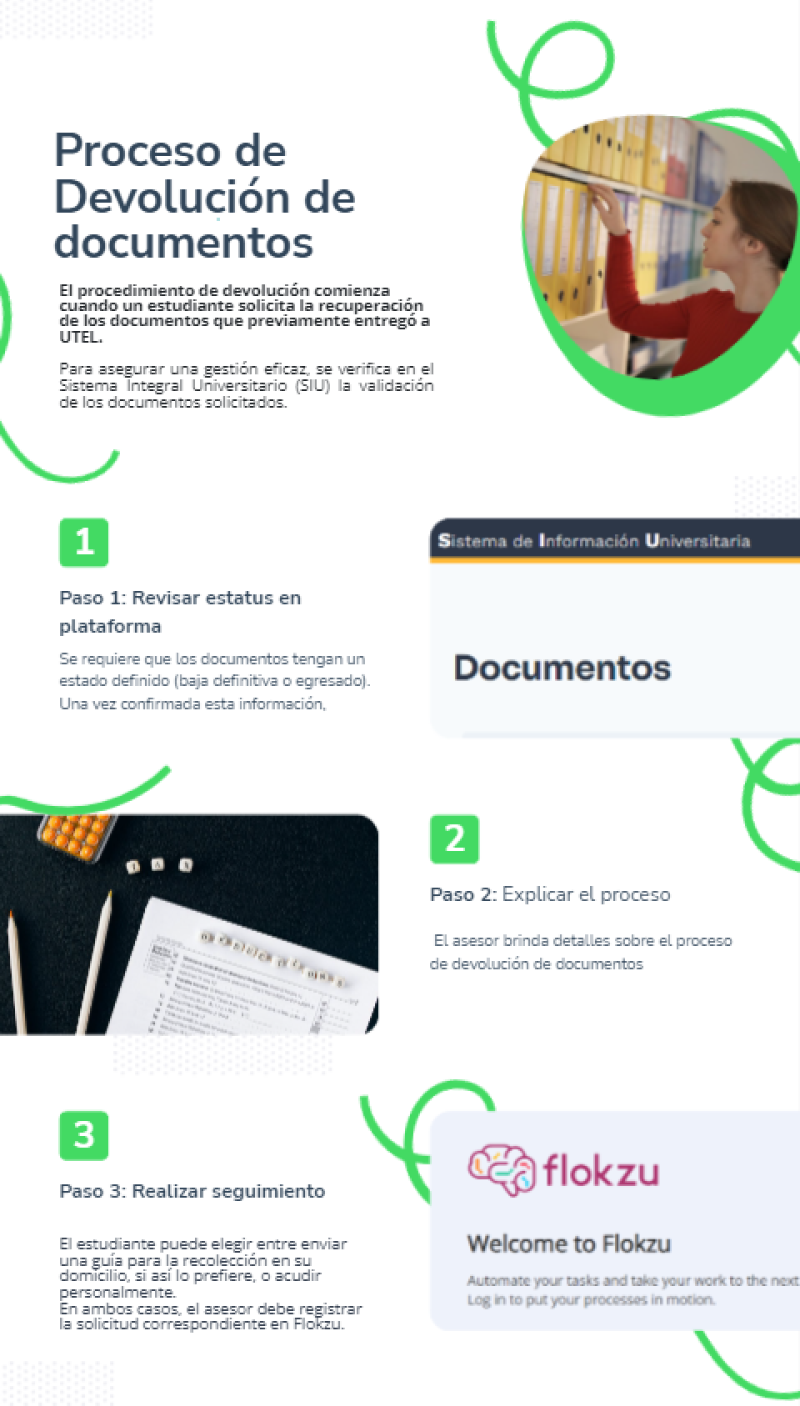 Proceso de
Devolución de
documentos
El procedimiento de devolución comienza
cuando un estudiante solicita la recuperación
de los documentos que previamente entregó a
UTEL.
Para asegurar una gestión eficaz, se verifica en el
Sistema Integral Universitario (SIU) la validación
de los documentos solicitados.
1
Paso 1: Revisar estatus en
plataforma
Se requiere que los documentos tengan un
estado definido (baja definitiva o egresado).
Una vez confirmada esta información,
Sistema de Información Universitaria
Documentos
2
Paso 2: Explicar el proceso
El asesor brinda detalles sobre el proceso
de devolución de documentos
3
Paso 3: Realizar seguimiento
El estudiante puede elegir entre enviar
una guía para la recolección en su
domicilio, si así lo prefiere, o acudir
personalmente.
En ambos casos, el asesor debe registrar
la solicitud correspondiente en Flokzu.
flokzu
Welcome to Flokzu
Automate your tasks and take your work to the next
Log in to put your processes in motion.